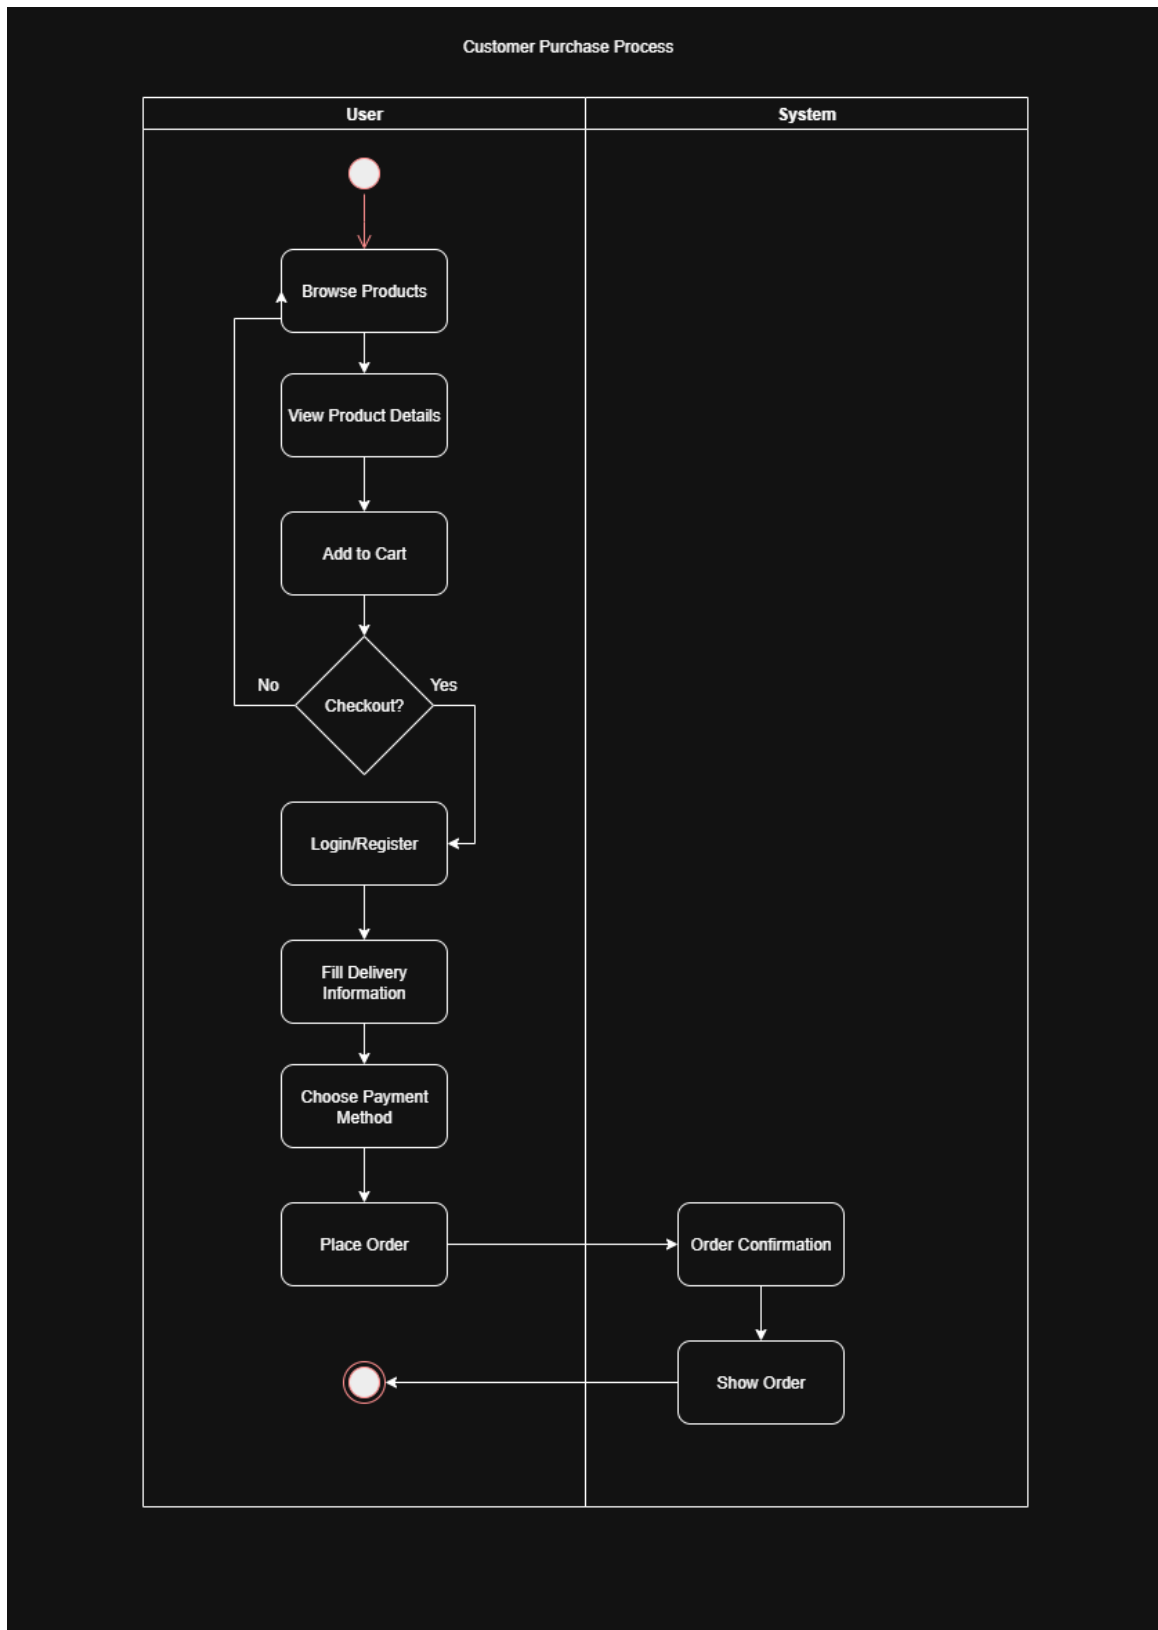 Customer Purchase Process
User
System
Browse Products
View Product Details
Add to Cart
No
Yes
Checkout?
Login/Register
Fill Delivery
Information
Choose Payment
Method
Place Order
Order Confirmation
Show Order